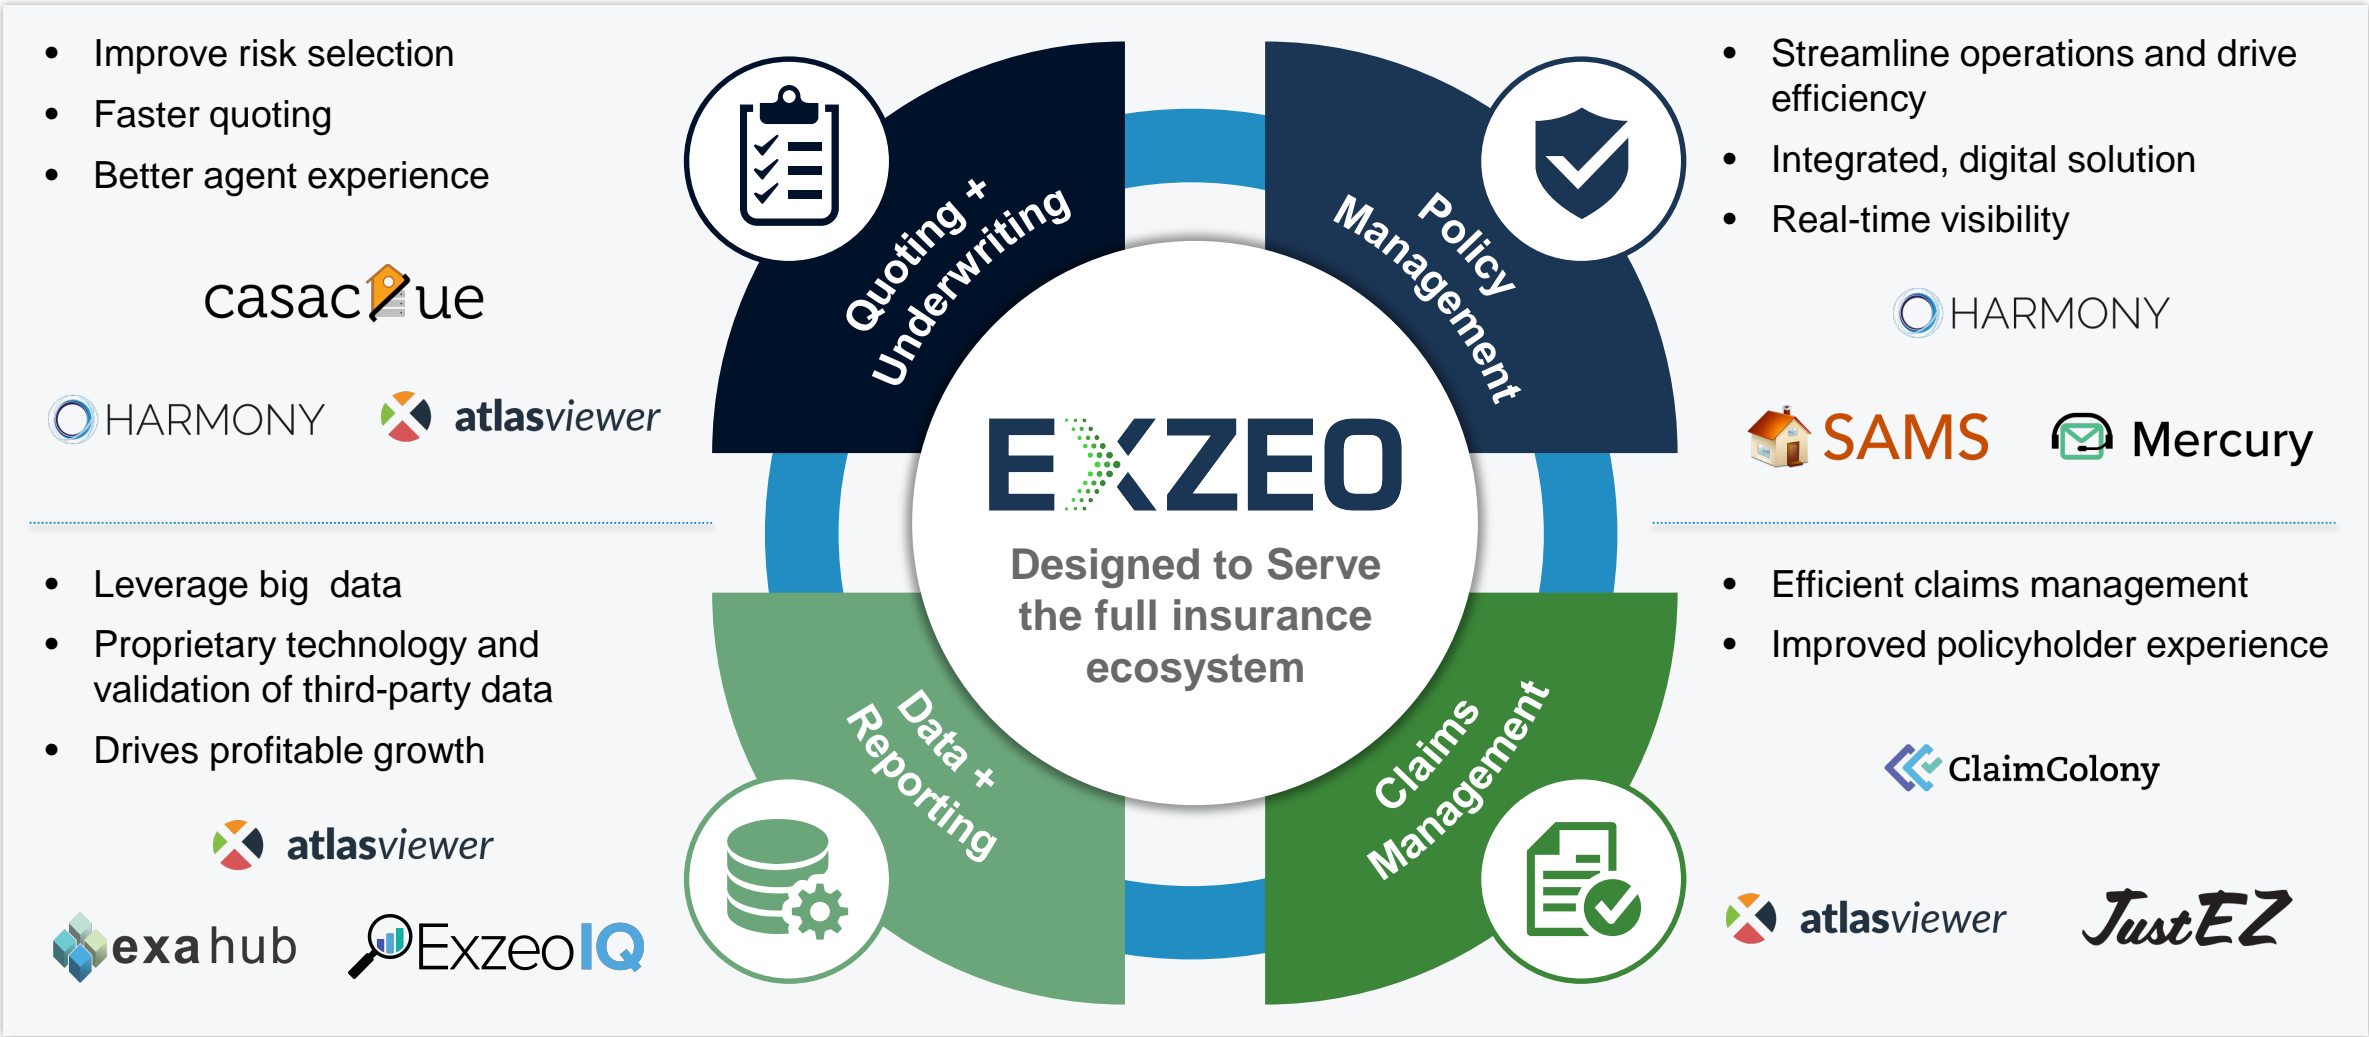 • Improve risk selection
• Faster quoting
• Better agent experience
casaclue
HARMONY
atlasviewer
Quoting +
Underwriting
Policy
Management
• Streamline operations and drive
efficiency
• Integrated, digital solution
• Real-time visibility
HARMONY
SAMS
Mercury
EXZEO
Designed to Serve
the full insurance
ecosystem
• Leverage big data
• Proprietary technology and
validation of third-party data
• Drives profitable growth
atlasviewer
exahub
ExzeoIQ
Data +
Reporting
Claims
Management
• Efficient claims management
• Improved policyholder experience
ClaimColony
atlasviewer
JustEZ